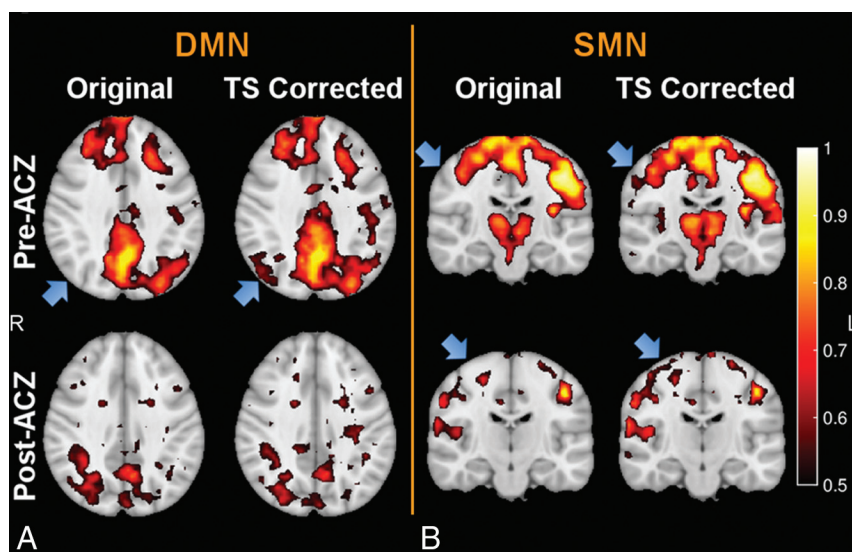 DMN
SMN
Original
TS Corrected
Original
TS Corrected
Pre-ACZ
Post-ACZ
R
L
1
0.9
0.8
0.7
0.6
0.5
A
B